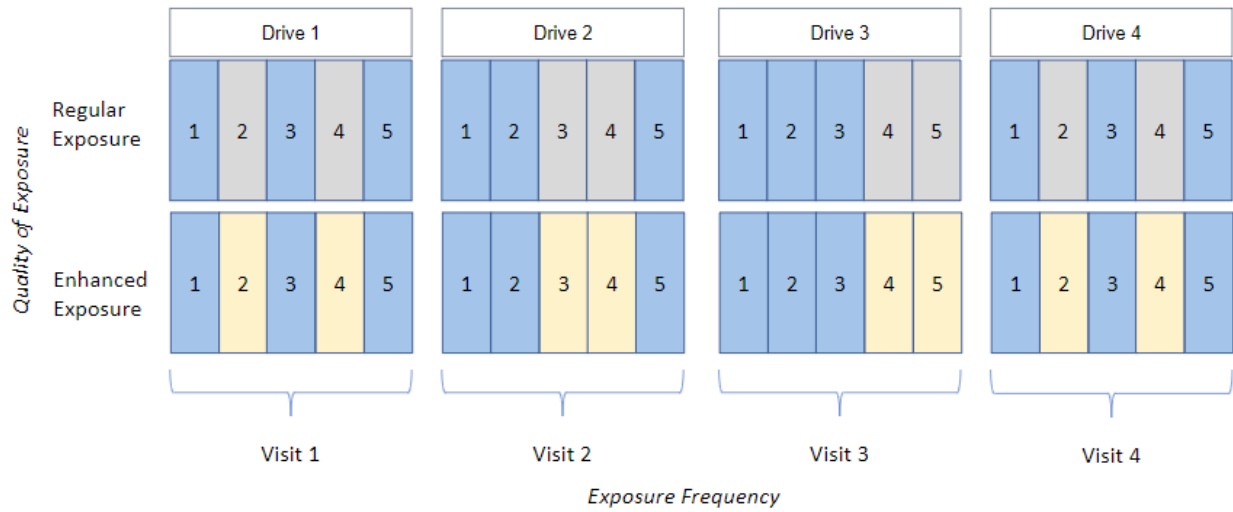 Drive 1 Drive 2 Drive 3 Drive 4
Quality of Exposure
Regular
Exposure
1 2 3 4 5 1 2 3 4 5 1 2 3 4 5 1 2 3 4 5
Enhanced
Exposure
1 2 3 4 5 1 2 3 4 5 1 2 3 4 5 1 2 3 4 5
Visit 1 Visit 2 Visit 3 Visit 4
Exposure Frequency